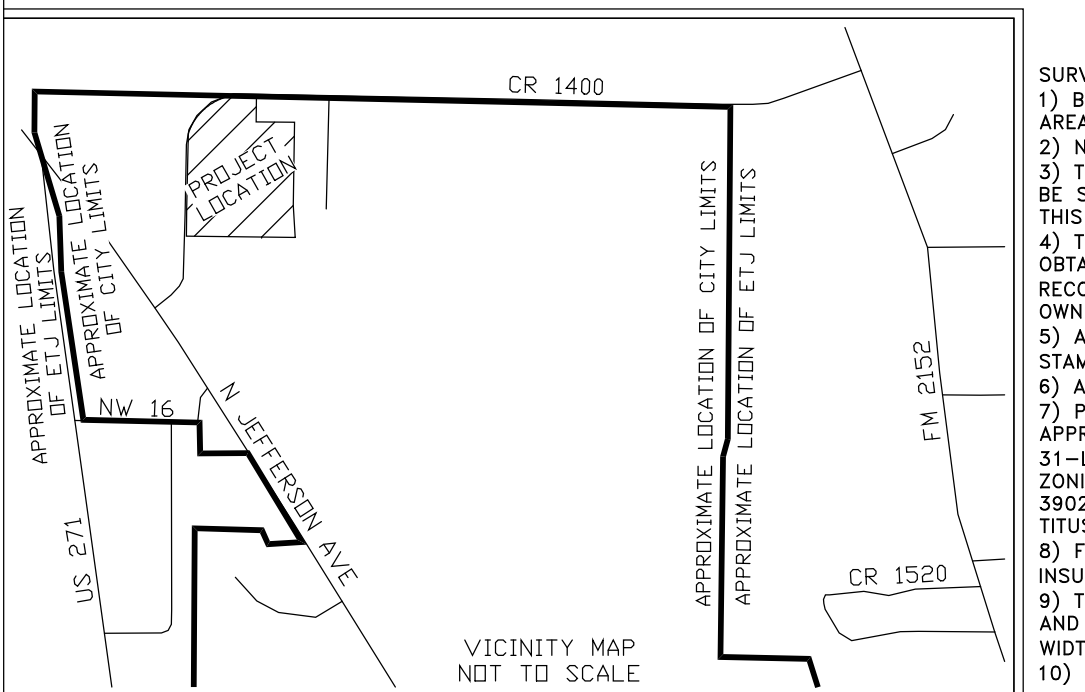 CR 1400
PROJECT
LOCATION
APPROXIMATE LOCATION
OF CITY LIMITS
APPROXIMATE LOCATION
OF ETJ LIMITS
NW 16
N JEFFERSON AVE
US 271
APPROXIMATE LOCATION OF CITY LIMITS
APPROXIMATE LOCATION OF ETJ LIMITS
FM 2152
CR 1520
VICINITY MAP
NOT TO SCALE
SURV
1) B
AREA
2) N
3) T
BE S
THIS
4) T
OBTA
RECO
OWN
5) A
STAM
6) A
7) P
APPR
31-L
ZONI
3902
TITUS
8) F
INSU
9) T
AND
WIDT
10)